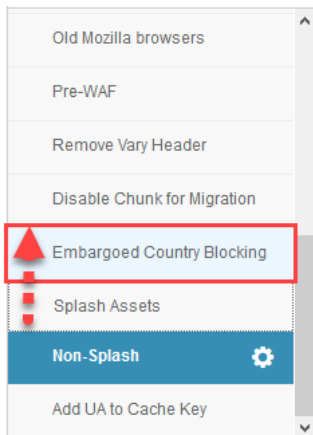 Old Mozilla browsers
Pre-WAF
Remove Vary Header
Disable Chunk for Migration
Embargoed Country Blocking
Splash Assets
Non-Splash
Add UA to Cache Key